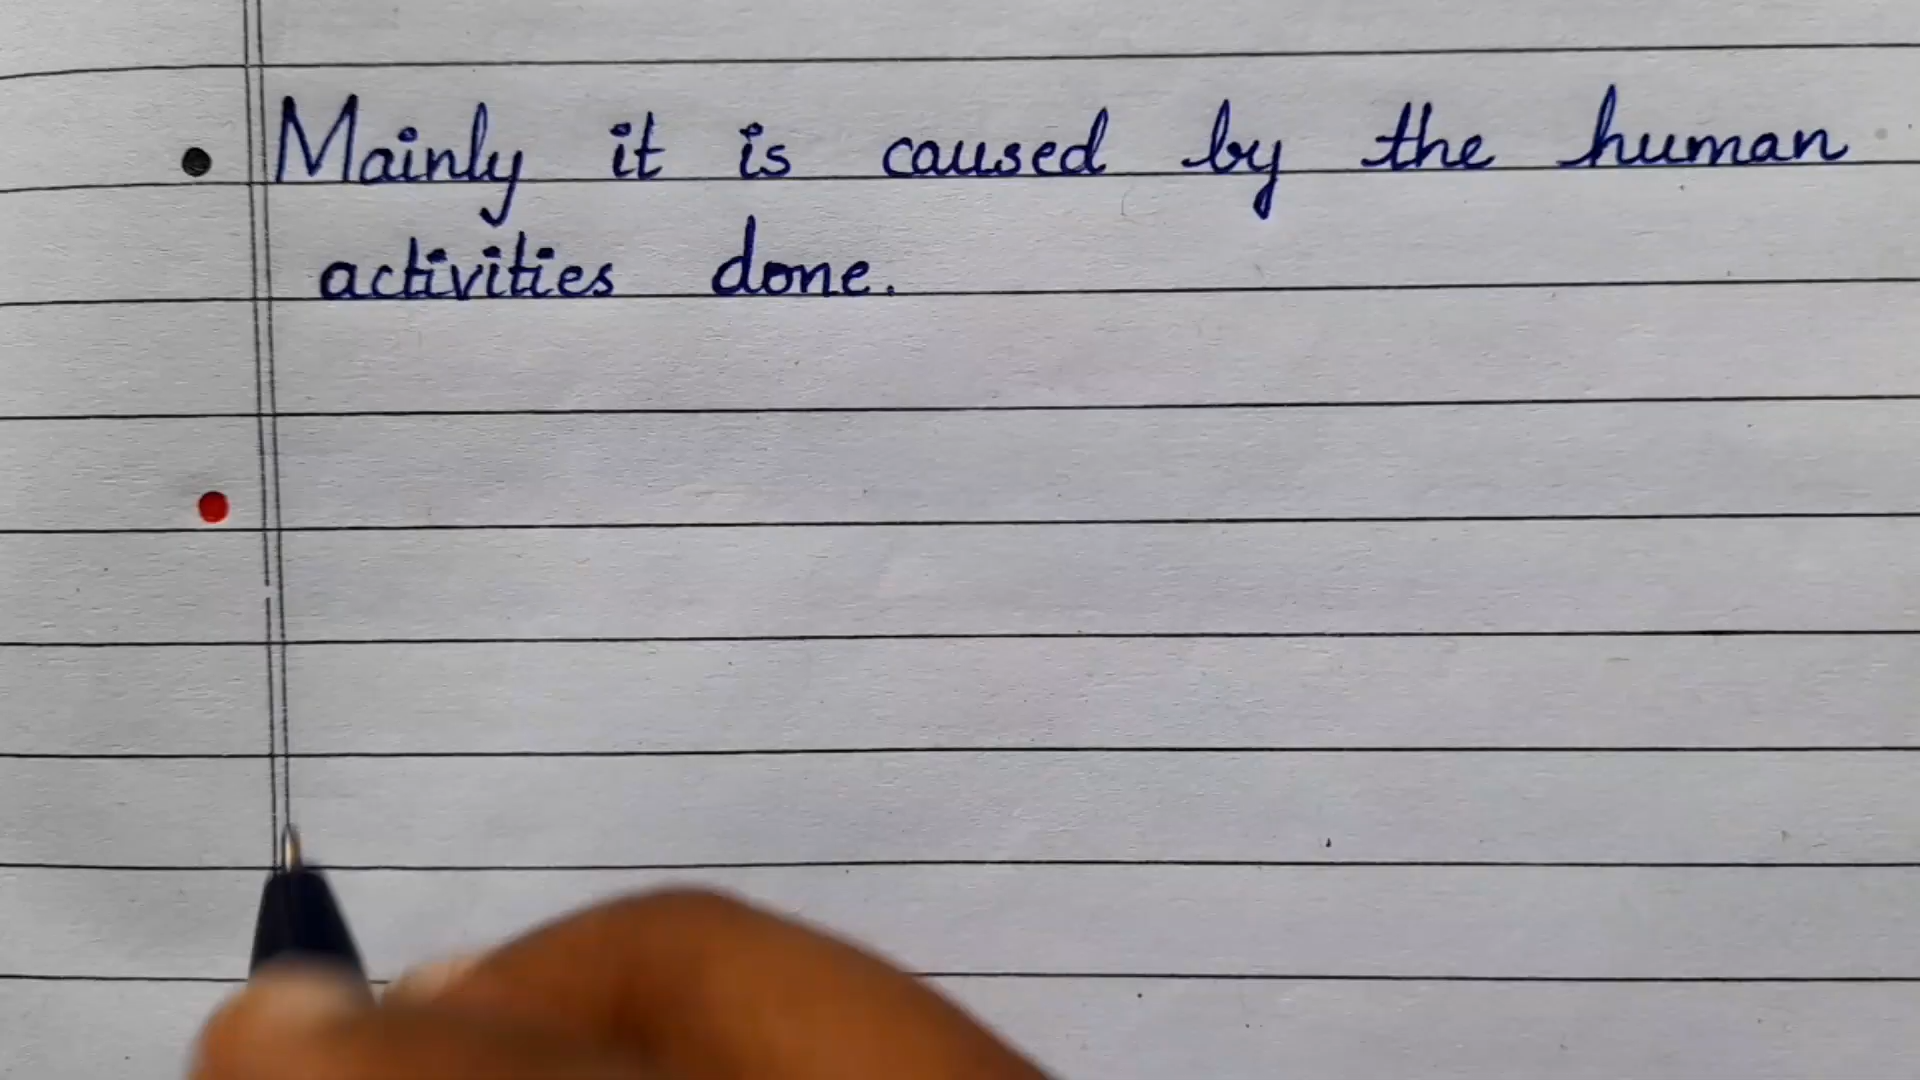 • Mainly it is caused by the human
activities done.
•